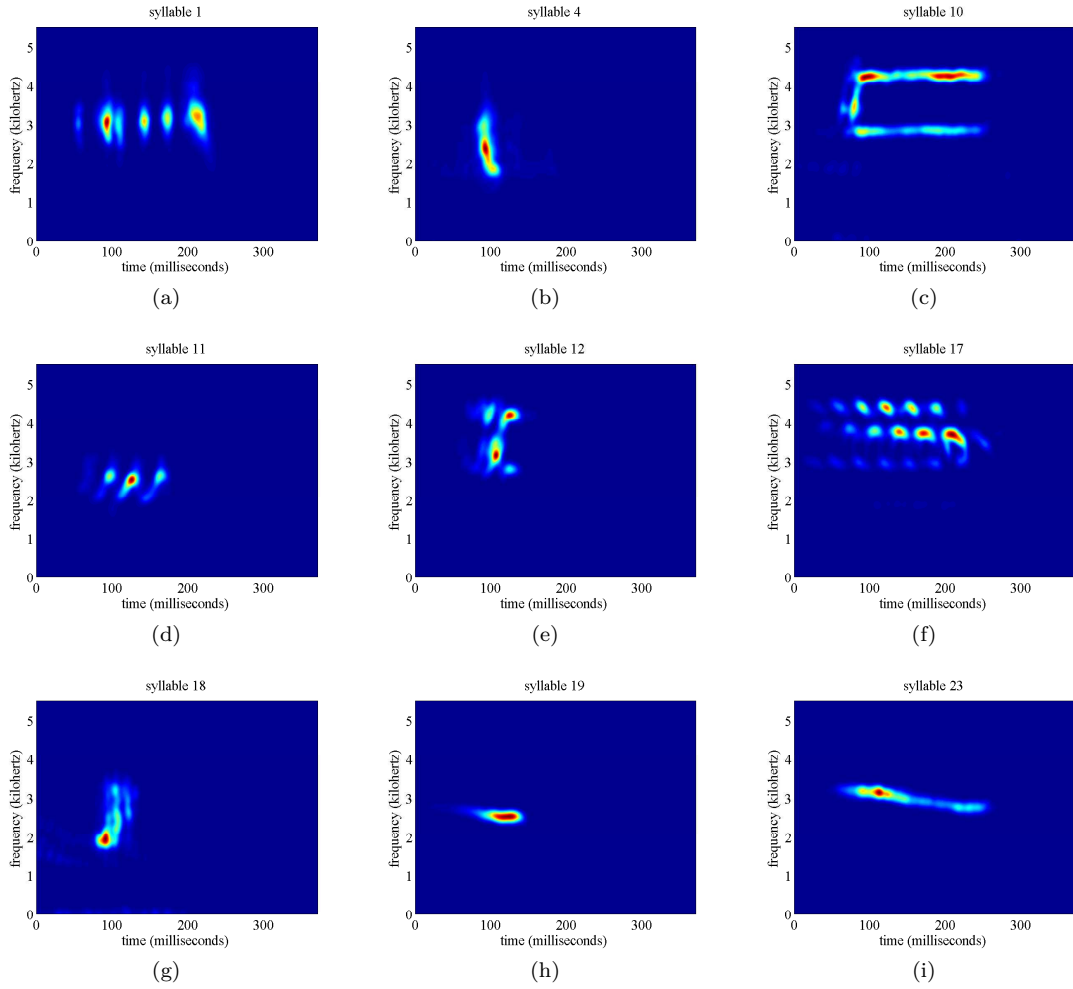 syllable 1
5
4
3
2
1
0
frequency (kilohertz)
0 100 200 300
time (milliseconds)
(a)
syllable 4
5
4
3
2
1
0
frequency (kilohertz)
0 100 200 300
time (milliseconds)
(b)
syllable 10
5
4
3
2
1
0
frequency (kilohertz)
0 100 200 300
time (milliseconds)
(c)
syllable 11
5
4
3
2
1
0
frequency (kilohertz)
0 100 200 300
time (milliseconds)
(d)
syllable 12
5
4
3
2
1
0
frequency (kilohertz)
0 100 200 300
time (milliseconds)
(e)
syllable 17
5
4
3
2
1
0
frequency (kilohertz)
0 100 200 300
time (milliseconds)
(f)
syllable 18
5
4
3
2
1
0
frequency (kilohertz)
0 100 200 300
time (milliseconds)
(g)
syllable 19
5
4
3
2
1
0
frequency (kilohertz)
0 100 200 300
time (milliseconds)
(h)
syllable 23
5
4
3
2
1
0
frequency (kilohertz)
0 100 200 300
time (milliseconds)
(i)